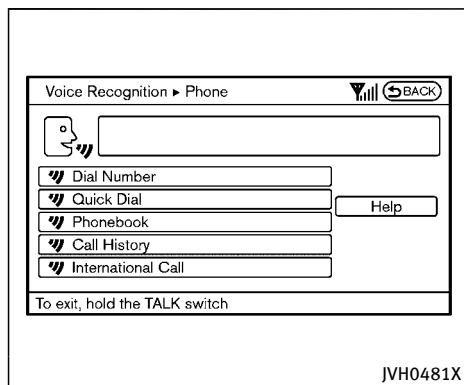 Voice Recognition ▸ Phone
BACK
Dial Number
Quick Dial
Help
Phonebook
Call History
International Call
To exit, hold the TALK switch
JVH0481X